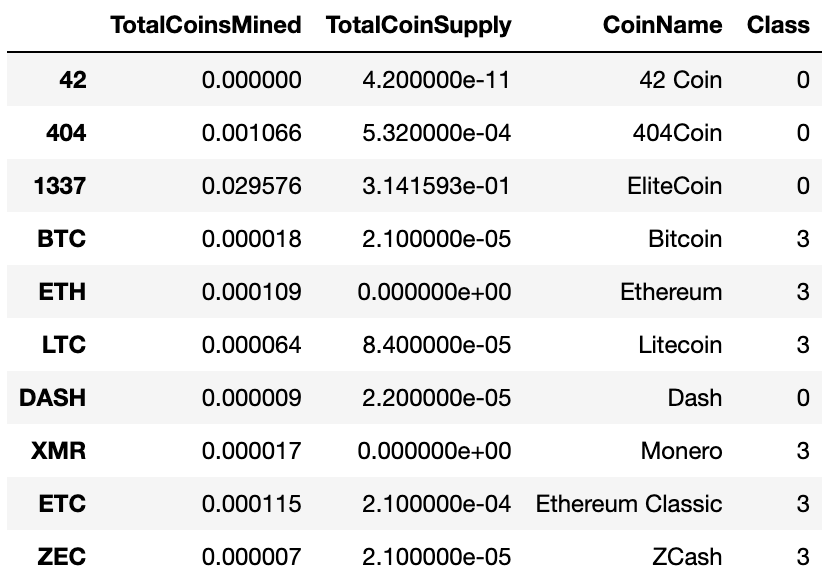 TotalCoinsMined TotalCoinSupply CoinName Class
42 0.000000 4.200000e-11 42 Coin 0
404 0.001066 5.320000e-04 404Coin 0
1337 0.029576 3.141593e-01 EliteCoin 0
BTC 0.000018 2.100000e-05 Bitcoin 3
ETH 0.000109 0.000000e+00 Ethereum 3
LTC 0.000064 8.400000e-05 Litecoin 3
DASH 0.000009 2.200000e-05 Dash 0
XMR 0.000017 0.000000e+00 Monero 3
ETC 0.000115 2.100000e-04 Ethereum Classic 3
ZEC 0.000007 2.100000e-05 ZCash 3